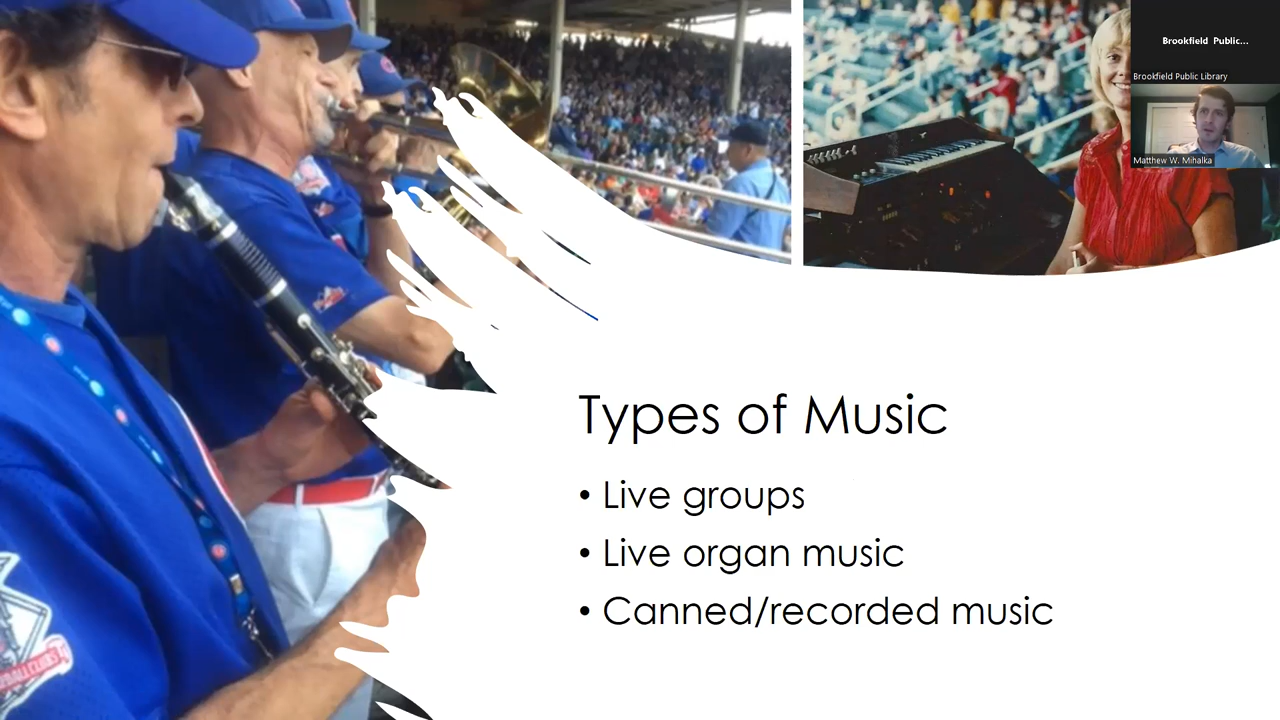 Brookfield Public...
Brookfield Public Library
Matthew W. Mihalka
Types of Music
• Live groups
• Live organ music
• Canned/recorded music